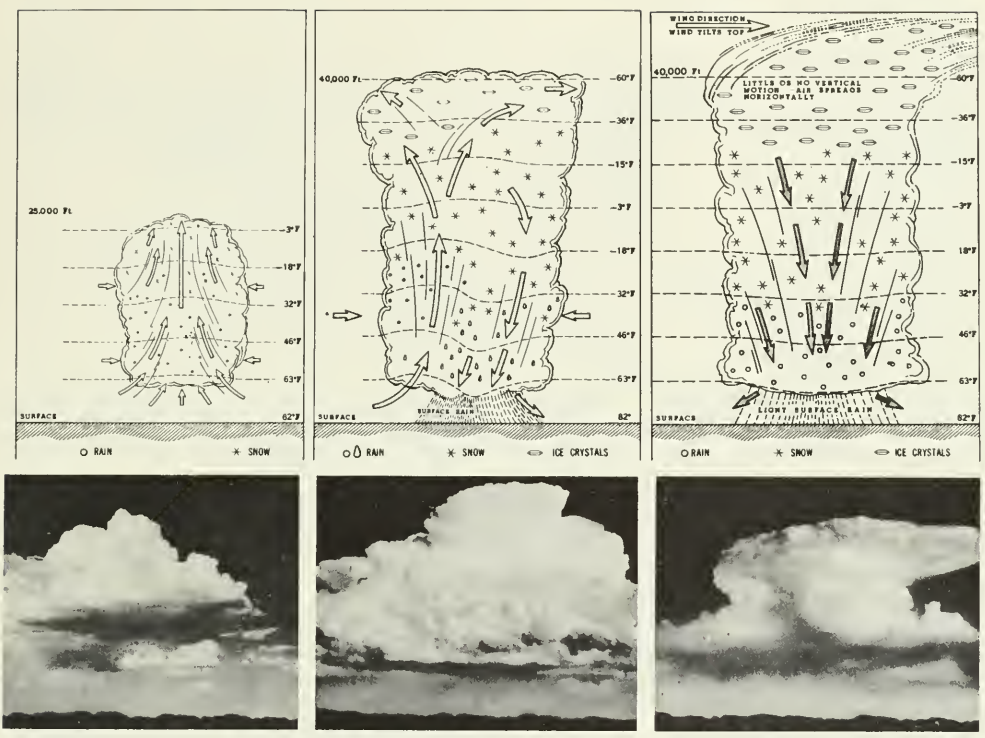 25,000 Ft
-3°F
-18°F
32°F
46°F
63°F
SURFACE
82°F
RAIN
SNOW
40,000 Ft.
-60°F
-36°F
-15°F
-3°F
-18°F
32°F
46°F
63°F
SURFACE
SURFACE RAIN
82°
RAIN
SNOW
ICE CRYSTALS
WIND DIRECTION
WIND TILTS TOP
40,000 Ft
-60°F
LITTLE OR NO VERTICAL
MOTION AIR SPREADS
HORIZONTALLY
-36°F
-15°F
-3°F
18°F
32°F
46°F
63°F
SURFACE
LIGHT SURFACE RAIN
RAIN
SNOW
ICE CRYSTALS